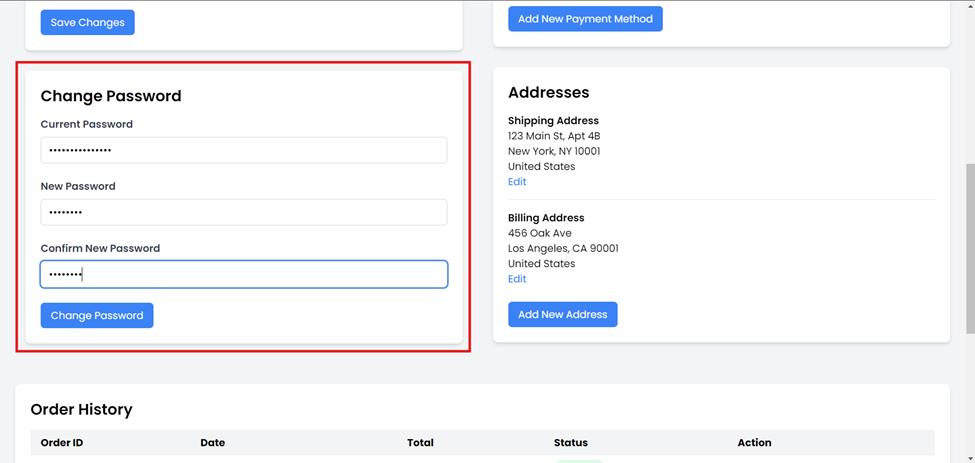 Save Changes
Add New Payment Method
Change Password
Current Password
•••••••••••••••
New Password
••••••••
Confirm New Password
••••••••
Change Password
Addresses
Shipping Address
123 Main St, Apt 4B
New York, NY 10001
United States
Edit
Billing Address
456 Oak Ave
Los Angeles, CA 90001
United States
Edit
Add New Address
Order History
Order ID Date Total Status Action